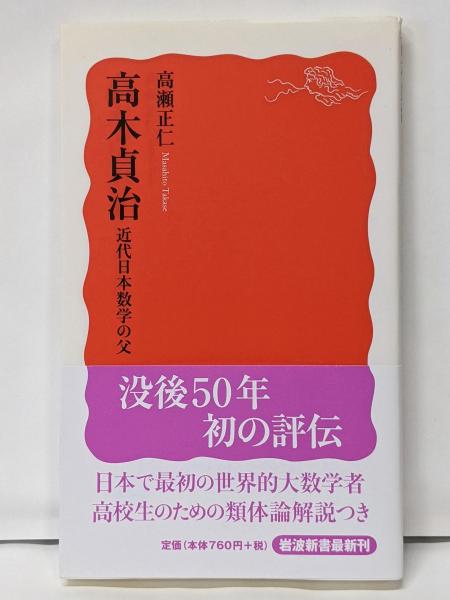 高瀬正仁
Masahito Takase
高木貞治
近代日本数学の父
没後50年
初の評伝
日本で最初の世界的大数学者
高校生のための類体論解説つき
定価(本体760円+税)
岩波新書最新刊